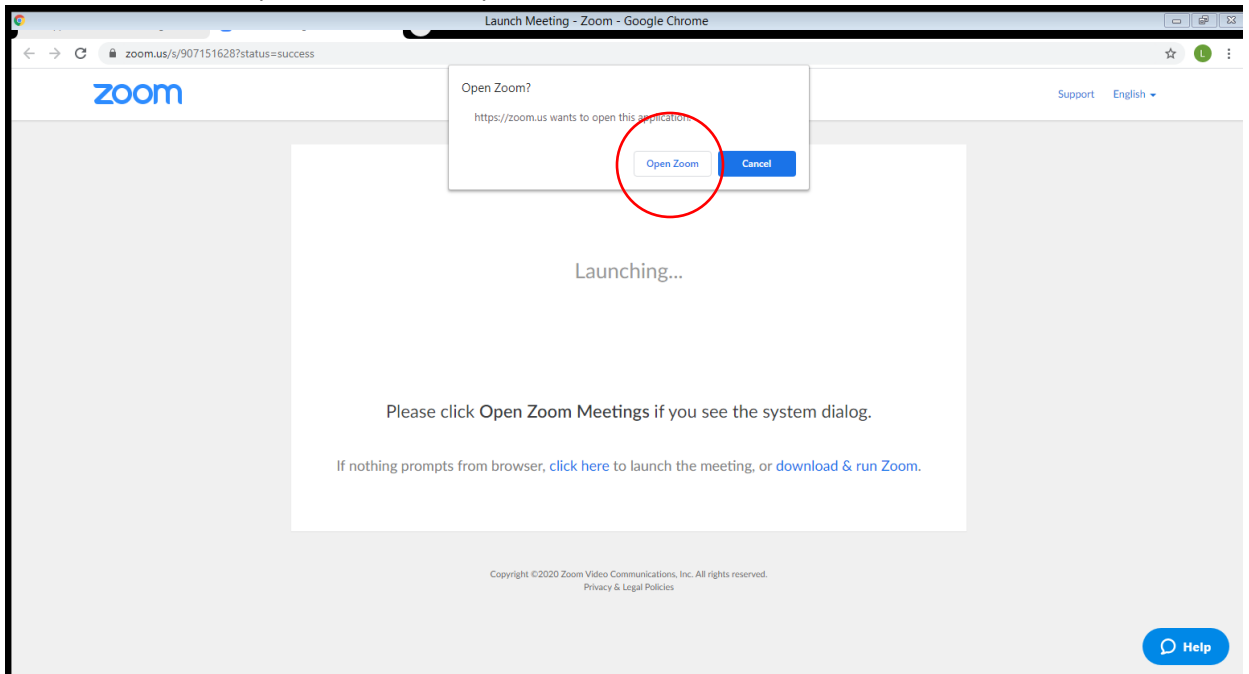 Launch Meeting - Zoom - Google Chrome
zoom.us/s/907151628?status=success
L
zoom
Support English
Open Zoom?
https://zoom.us wants to open this application.
Open Zoom Cancel
Launching...
Please click Open Zoom Meetings if you see the system dialog.
If nothing prompts from browser, click here to launch the meeting, or download & run Zoom.
Copyright ©2020 Zoom Video Communications, Inc. All rights reserved.
Privacy & Legal Policies
Help